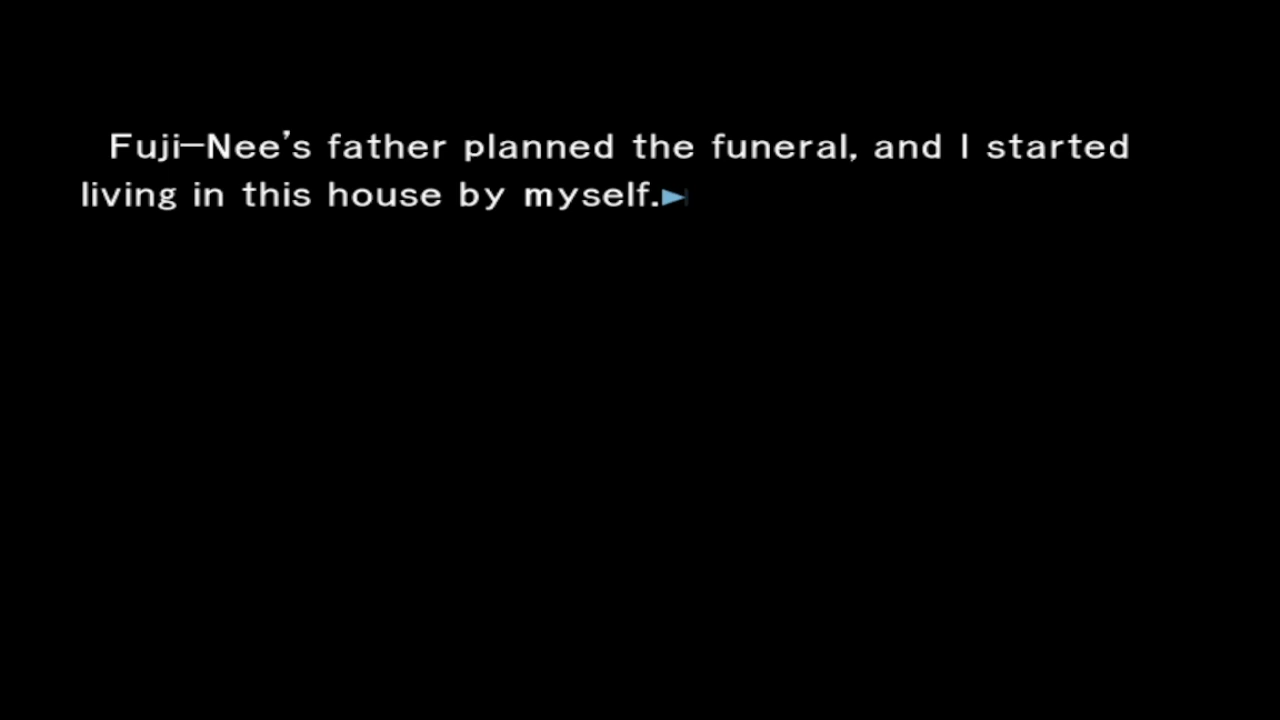 Fuji—Nee's father planned the funeral, and I started
living in this house by myself.